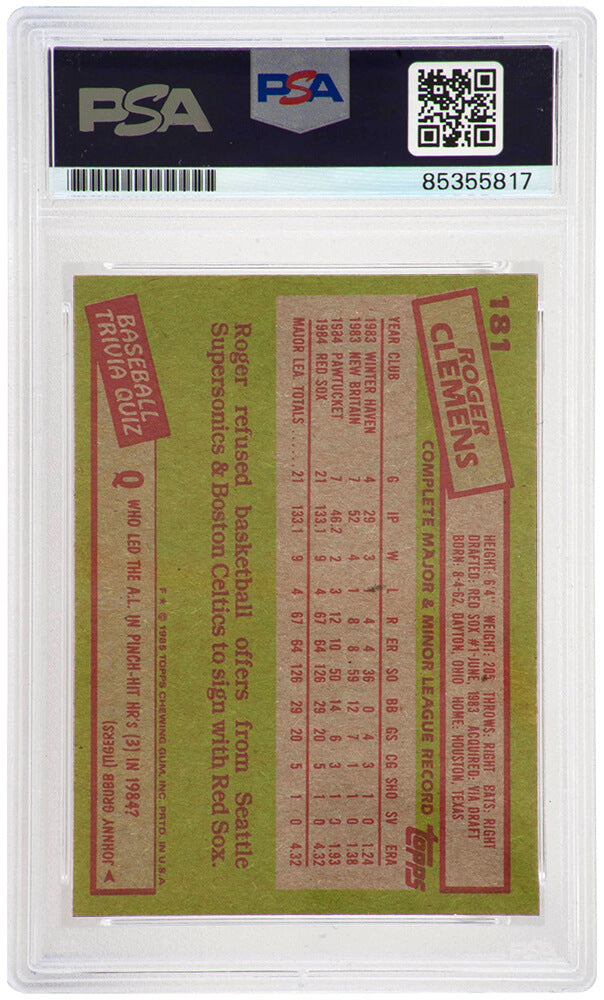 PSA
PSA
85355817
181
ROGER
CLEMENS
HEIGHT: 6'4" WEIGHT: 205 THROWS: RIGHT BATS: RIGHT
DRAFTED: RED SOX #1-JUNE, 1983 ACQUIRED: VIA DRAFT
BORN: 8-4-62, DAYTON, OHIO HOME: HOUSTON, TEXAS
COMPLETE MAJOR & MINOR LEAGUE RECORD
topps
YEAR CLUB G IP W L R ER SO BB GS CG SHO SV ERA
1983 WINTER HAVEN 4 29 3 4 4 36 0 4 3 1 0 1.24
1983 NEW BRITAIN 7 52 4 1 8 8 59 12 7 1 1 0 1.38
1984 PAWTUCKET 7 46.2 2 3 12 10 50 14 6 3 1 0 1.93
1984 RED SOX 21 133.1 9 4 67 64 126 29 20 5 1 0 4.32
MAJOR LEA. TOTALS ..... 21 133.1 9 4 67 64 126 29 20 5 1 0 4.32
Roger refused basketball offers from Seattle
Supersonics & Boston Celtics to sign with Red Sox.
F★ © 1985 TOPPS CHEWING GUM, INC. PRTD. IN U.S.A.
BASEBALL
TRIVIA QUIZ
Q WHO LED THE A.L. IN PINCH-HIT HR'S (3) IN 1984?
JOHNNY GRUBB (TIGERS)
A
PSA